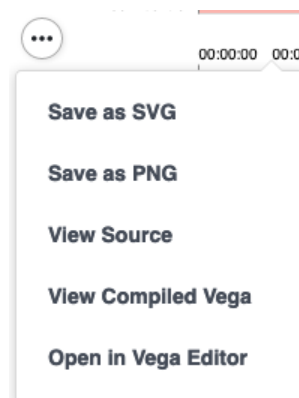 00:00:00
Save as SVG
Save as PNG
View Source
View Compiled Vega
Open in Vega Editor